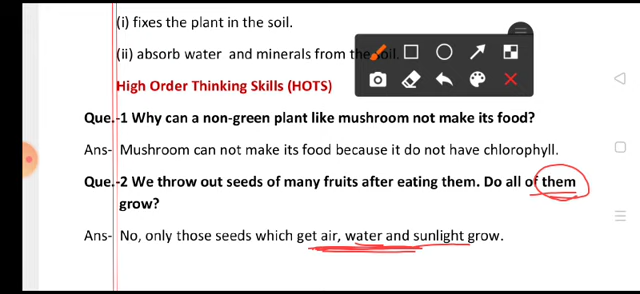 (i) fixes the plant in the soil.
(ii) absorb water and minerals from the soil.
High Order Thinking Skills (HOTS)
Que.-1 Why can a non-green plant like mushroom not make its food?
Ans- Mushroom can not make its food because it do not have chlorophyll.
Que.-2 We throw out seeds of many fruits after eating them. Do all of them
grow?
Ans- No, only those seeds which get air, water and sunlight grow.